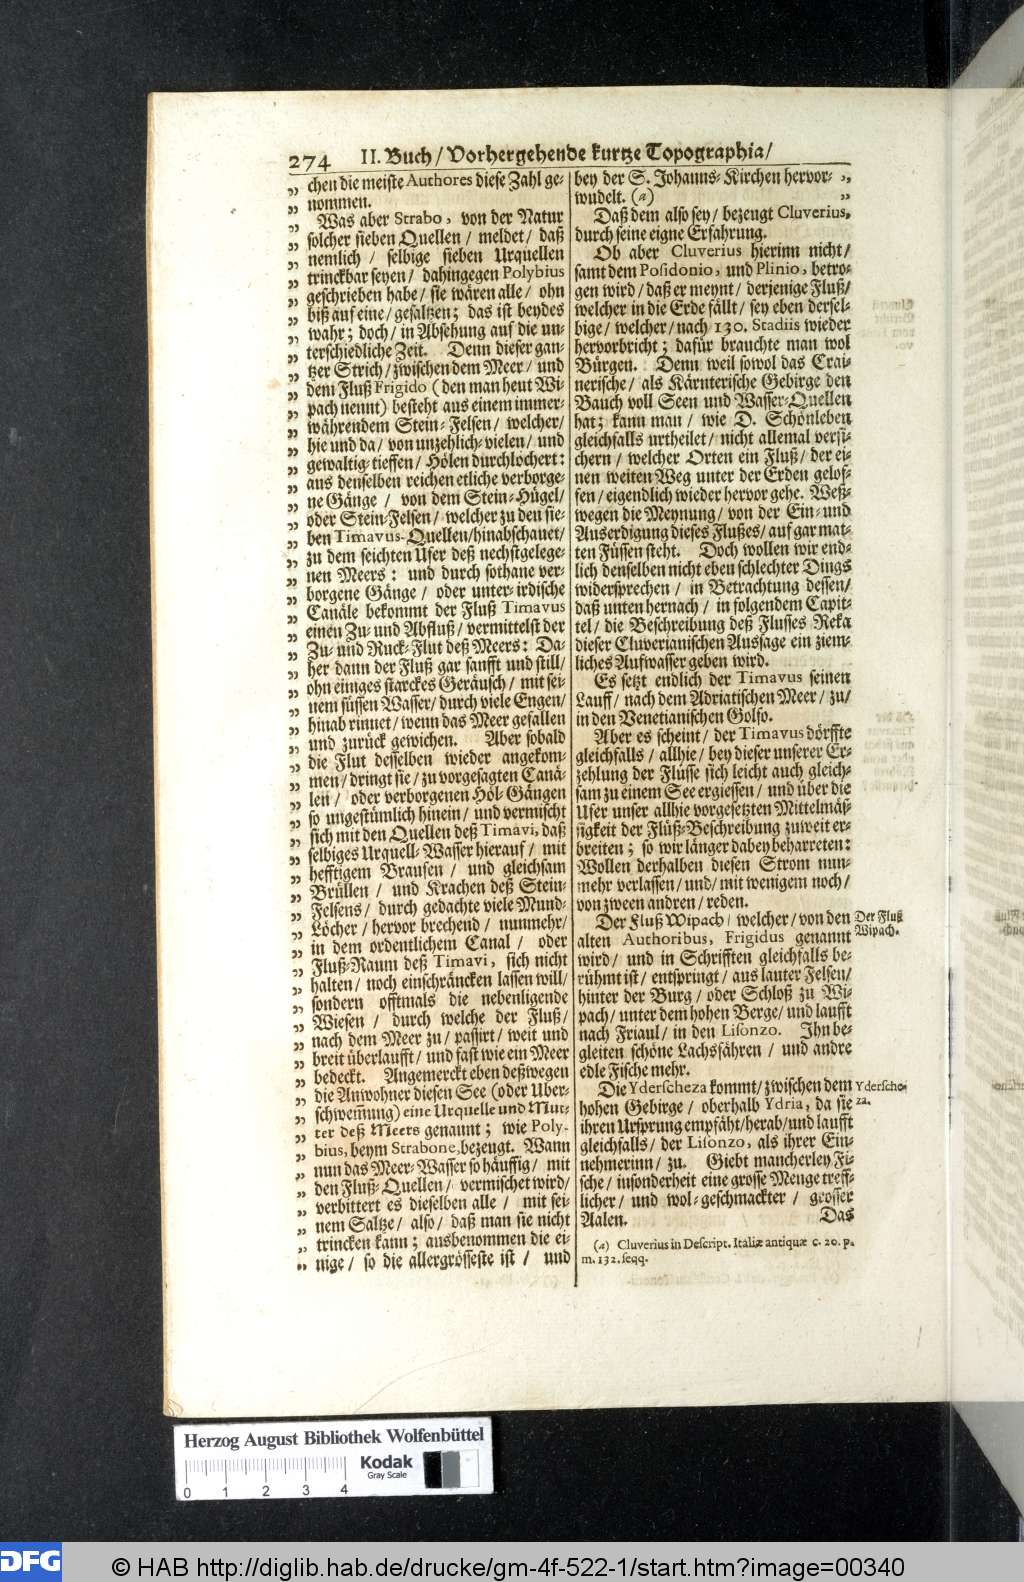 274 II. Buch / Vorhergehende kurtze Topographia /
„ chen die meiste Authores diese Zahl ge-
„ nommen.
„ Was aber Strabo, von der Natur
„ solcher sieben Quellen / meldet / daß
„ nemlich / selbige sieben Urquellen
„ trinckbar seyen / dahingegen Polybius
„ geschrieben habe / sie wären alle / ohn
„ biß auf eine / gesaltzen; das ist beydes
„ wahr; doch / in Absehung auf die un-
„ terschiedliche Zeit. Denn dieser gan-
„ tzer Strich / zwischen dem Meer / und
„ dem Fluß Frigido (den man heut Wi-
„ pach nennt) besteht aus einem immer-
„ währendem Stein-Felsen / welcher /
„ hie und da / von unzehlich-vielen / und
„ gewaltig-tieffen / Hölen durchlöchert:
„ aus denselben reichen etliche verborge-
„ ne Gänge / von dem Stein-Hügel /
„ oder Stein-Felsen / welcher zu den sie-
„ ben Timavus-Quellen / hinabschauet /
„ zu dem seichten Ufer deß nechstgelege-
„ nen Meers: und durch sothane ver-
„ borgene Gänge / oder unter-irdische
„ Canäle bekommt der Fluß Timavus
„ einen Zu- und Abfluß / vermittelst der
„ Zu- und Ruck-Flut deß Meers: Da-
„ her dann der Fluß gar sanfft und still /
„ ohn einiges starckes Geräusch / mit sei-
„ nem süssen Wasser / durch viele Engen /
„ hinab rinnet / wenn das Meer gefallen
„ und zurück gewichen. Aber sobald
„ die Flut desselben wieder angekom-
„ men / dringt sie / zu vorgesagten Canä-
„ len / oder verborgenen Höl-Gängen
„ so ungestümlich hinein / und vermischt
„ sich mit den Quellen deß Timavi, daß
„ selbiges Urquell-Wasser hierauf / mit
„ hefftigem Brausen / und gleichsam
„ Brüllen / und Krachen deß Stein-
„ Felsens / durch gedachte viele Mund-
„ Löcher / hervor brechend / nunmehr /
„ in dem ordentlichem Canal / oder
„ Fluß-Raum deß Timavi, sich nicht
„ halten / noch einschräncken lassen will /
„ sondern offtmals die nebenligende
„ Wiesen / durch welche der Fluß /
„ nach dem Meer zu / passirt / weit und
„ breit überlaufft / und fast wie ein Meer
„ bedeckt. Angemerckt eben deßwegen
„ die Anwohner diesen See (oder Uber-
„ schwem̃ung) eine Urquelle und Mut-
„ ter deß Meers genannt; wie Poly-
„ bius, beym Strabone, bezeugt. Wann
„ nun das Meer-Wasser so häuffig / mit
„ den Fluß-Quellen / vermischet wird /
„ verbittert es dieselben alle / mit sei-
„ nem Saltze / also / daß man sie nicht
„ trincken kann; ausbenommen die ei-
„ nige / so die allergrösseste ist / und
bey der S. Johanns-Kirchen hervor- „
wudelt. (a) „
Daß dem also sey / bezeugt Cluverius,
durch seine eigne Erfahrung.
Ob aber Cluverius hierinn nicht /
samt dem Posidonio, und Plinio, betro-
gen wird / daß er meynt / derjenige Fluß /
welcher in die Erde fällt / sey eben dersel-
bige / welcher / nach 130. Stadiis wieder
hervorbricht; dafür brauchte man wol
Bürgen. Denn weil sowol das Crai-
nerische / als Kärnterische Gebirge den
Bauch voll Seen und Wasser-Quellen
hat; kann man / wie D. Schönleben
gleichfalls urtheilet / nicht allemal versi-
chern / welcher Orten ein Fluß / der ei-
nen weiten Weg unter der Erden geloſ-
fen / eigendlich wieder hervor gehe. Weß-
wegen die Meynung / von der Ein- und
Auserdigung dieses Flußes / auf gar mat-
ten Füssen steht. Doch wollen wir end-
lich denselben nicht eben schlechter Dings
widersprechen / in Betrachtung dessen /
daß unten hernach / in folgendem Capit-
tel / die Beschreibung deß Flusses Reka
dieser Cluverianischen Aussage ein ziem-
liches Aufwasser geben wird.
Es setzt endlich der Timavus seinen
Lauff / nach dem Adriatischen Meer / zu /
in den Venetianischen Golfo.
Aber es scheint / der Timavus dörffte
gleichfalls / allhie / bey dieser unserer Er-
zehlung der Flüsse sich leicht auch gleich-
sam zu einem See ergiessen / und über die
Ufer unser allhie vorgesetzten Mittelmäs-
sigkeit der Flüß-Beschreibung zuweit er-
breiten; so wir länger dabey beharreten:
Wollen derhalben diesen Strom nun-
mehr verlassen / und / mit wenigem noch /
von zween andren / reden.
Der Fluß Wipach / welcher / von den
alten Authoribus, Frigidus genannt
wird / und in Schrifften gleichfalls be-
rühmt ist / entspringt / aus lauter Felsen /
hinter der Burg / oder Schloß zu Wi-
pach / unter dem hohen Berge / und laufft
nach Friaul / in den Lisonzo. Ihn be-
gleiten schöne Lachsfähren / und andre
edle Fische mehr.
Der Fluß
Wipach.
Die Yderscheza kommt / zwischen dem
hohen Gebirge / oberhalb Ydria, da sie
ihren Ursprung empfäht / herab / und laufft
gleichfalls / der Lisonzo, als ihrer Ein-
nehmerinn / zu. Giebt mancherley Fi-
sche / insonderheit eine grosse Menge treff-
licher / und wol-geschmackter / grosser
Aalen. Das
Ydersche-
za.
(a) Cluverius in Descript. Italiæ antiquæ c. 20. p.
m. 132. seqq.
Herzog August Bibliothek Wolfenbüttel
0 1 2 3 4
Kodak
Gray Scale
DFG
© HAB http://diglib.hab.de/drucke/gm-4f-522-1/start.htm?image=00340